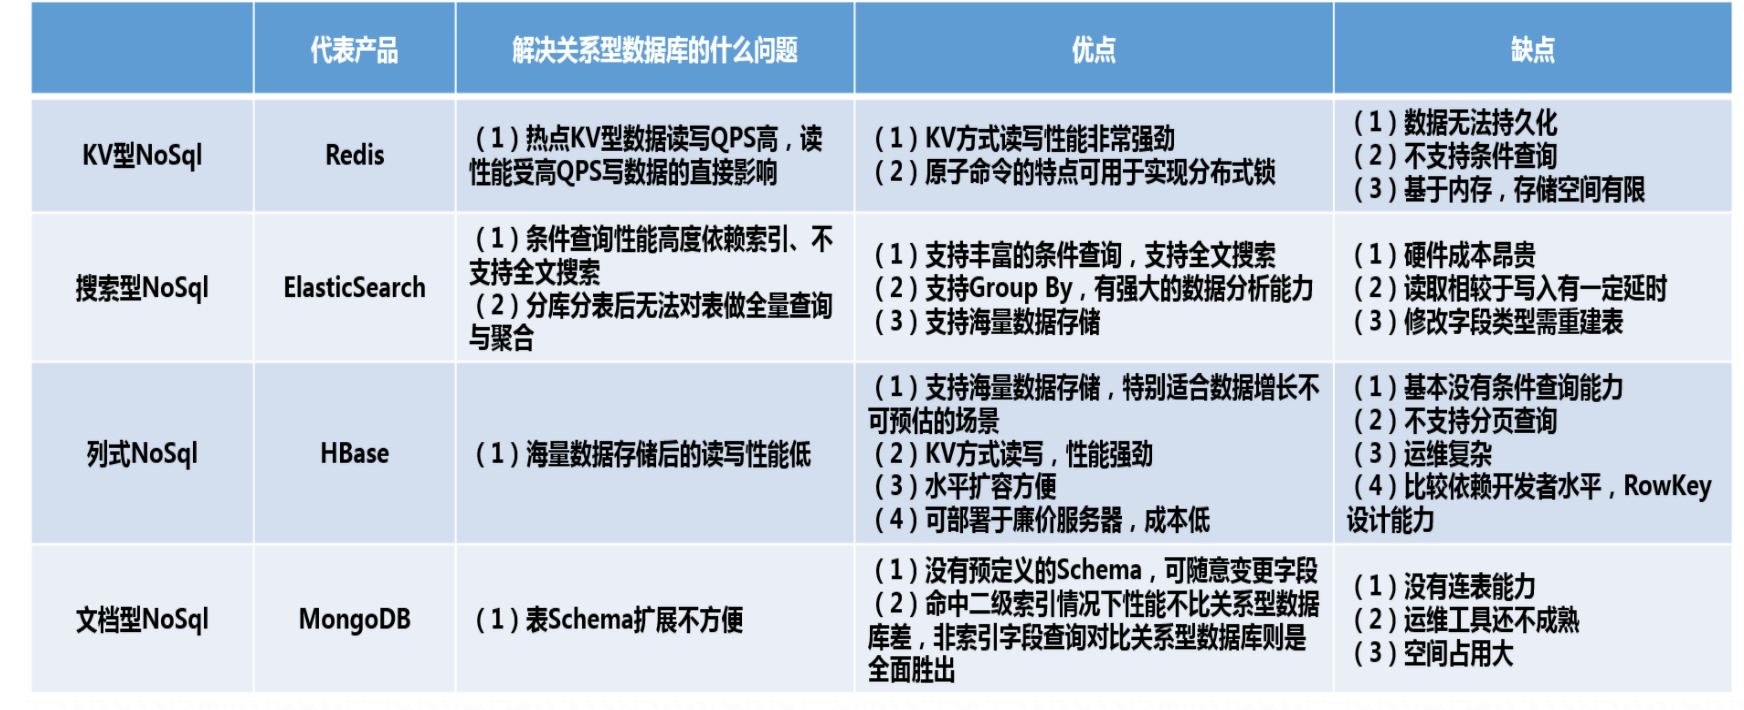 代表产品
解决关系型数据库的什么问题
优点
缺点
KV型NoSql
Redis
（1）热点KV型数据读写QPS高，读
性能受高QPS写数据的直接影响
（1）KV方式读写性能非常强劲
（2）原子命令的特点可用于实现分布式锁
（1）数据无法持久化
（2）不支持条件查询
（3）基于内存，存储空间有限
搜索型NoSql
ElasticSearch
（1）条件查询性能高度依赖索引、不
支持全文搜索
（2）分库分表后无法对表做全量查询
与聚合
（1）支持丰富的条件查询，支持全文搜索
（2）支持Group By，有强大的数据分析能力
（3）支持海量数据存储
（1）硬件成本昂贵
（2）读取相较于写入有一定延时
（3）修改字段类型需重建表
列式NoSql
HBase
（1）海量数据存储后的读写性能低
（1）支持海量数据存储，特别适合数据增长不
可预估的场景
（2）KV方式读写，性能强劲
（3）水平扩容方便
（4）可部署于廉价服务器，成本低
（1）基本没有条件查询能力
（2）不支持分页查询
（3）运维复杂
（4）比较依赖开发者水平，RowKey
设计能力
文档型NoSql
MongoDB
（1）表Schema扩展不方便
（1）没有预定义的Schema，可随意变更字段
（2）命中二级索引情况下性能不比关系型数据
库差，非索引字段查询对比关系型数据库则是
全面胜出
（1）没有连表能力
（2）运维工具还不成熟
（3）空间占用大